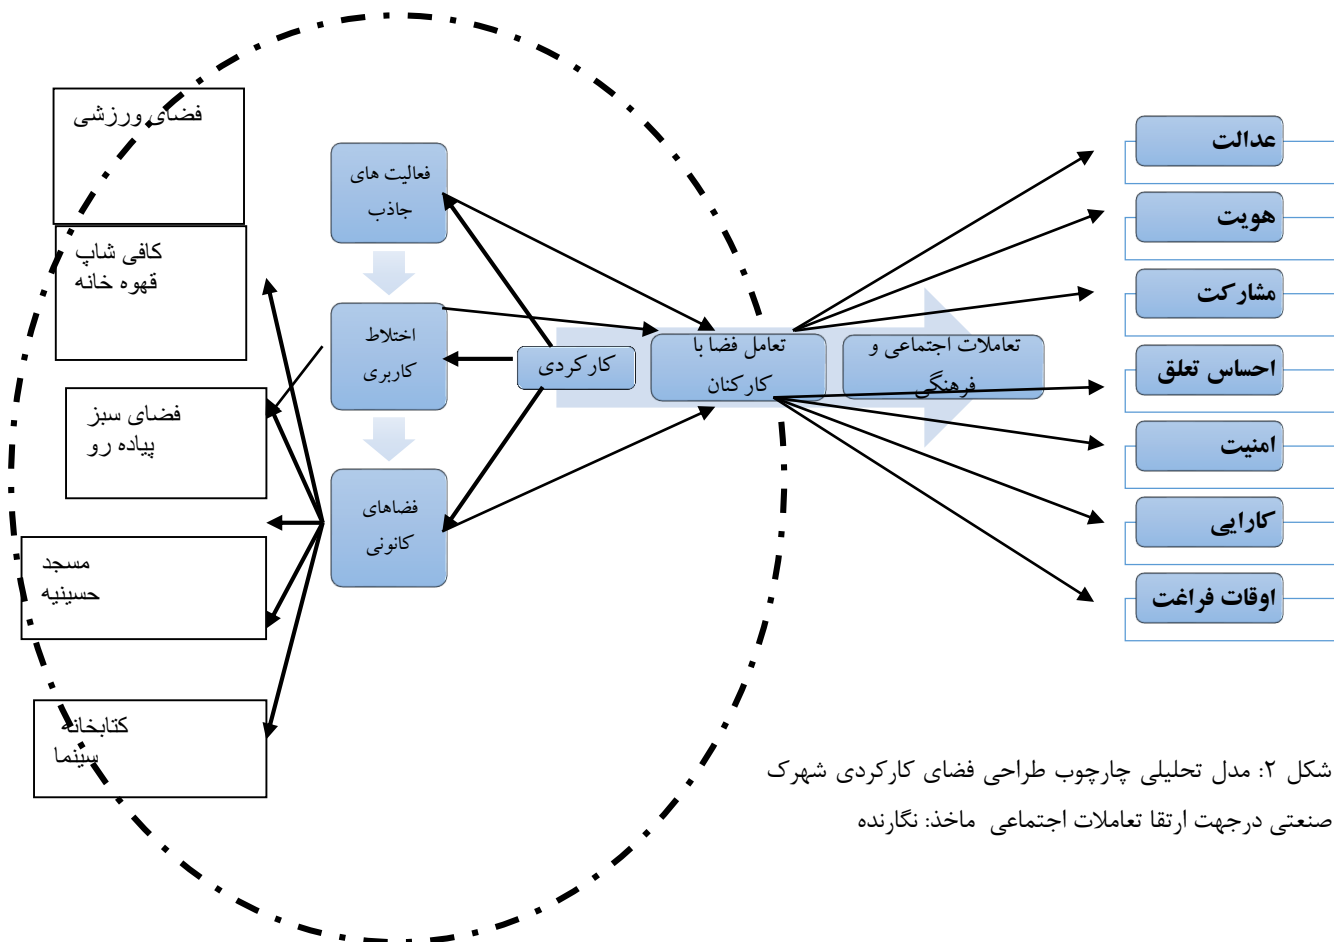 فضای ورزشی
کافی شاپ
قهوه خانه
فضای سبز
پیاده رو
مسجد
حسینیه
کتابخانه
سینما
فعالیت های
جاذب
اختلاط
کاربری
فضاهای
کانونی
کارکردی
تعامل فضا با
کارکنان
تعاملات اجتماعی و
فرهنگی
عدالت
هویت
مشارکت
احساس تعلق
امنیت
کارایی
اوقات فراغت
شکل ۲: مدل تحلیلی چارچوب طراحی فضای کارکردی شهرک
صنعتی درجهت ارتقا تعاملات اجتماعی ماخذ: نگارنده